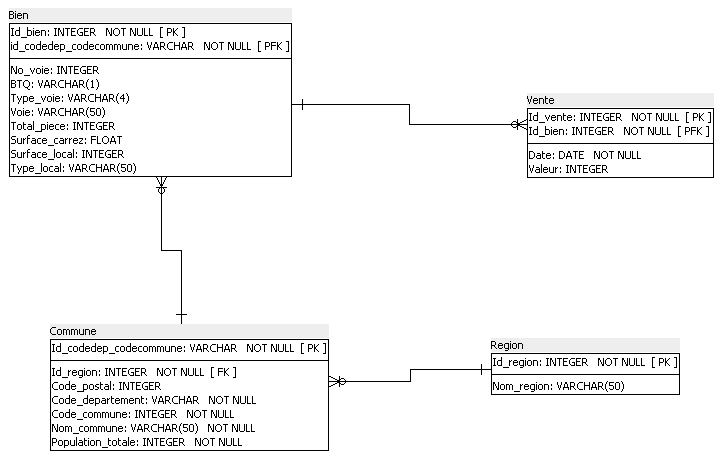 Bien
Id_bien: INTEGER NOT NULL [ PK ]
id_codedep_codecommune: VARCHAR NOT NULL [ PFK ]
No_voie: INTEGER
BTQ: VARCHAR(1)
Type_voie: VARCHAR(4)
Voie: VARCHAR(50)
Total_piece: INTEGER
Surface_carrez: FLOAT
Surface_local: INTEGER
Type_local: VARCHAR(50)
Vente
Id_vente: INTEGER NOT NULL [ PK ]
Id_bien: INTEGER NOT NULL [ PFK ]
Date: DATE NOT NULL
Valeur: INTEGER
Commune
Id_codedep_codecommune: VARCHAR NOT NULL [ PK ]
Id_region: INTEGER NOT NULL [ FK ]
Code_postal: INTEGER
Code_departement: VARCHAR NOT NULL
Code_commune: INTEGER NOT NULL
Nom_commune: VARCHAR(50) NOT NULL
Population_totale: INTEGER NOT NULL
Region
Id_region: INTEGER NOT NULL [ PK ]
Nom_region: VARCHAR(50)